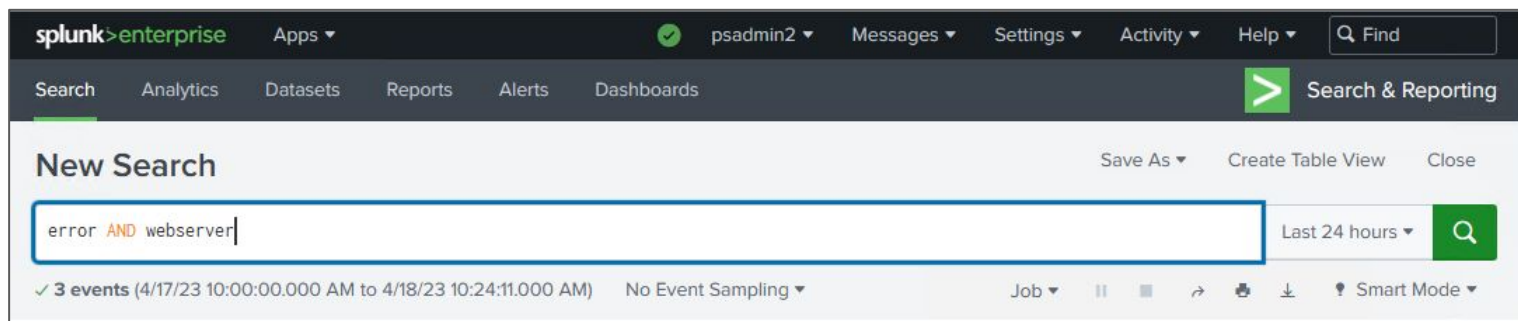 splunk>enterprise Apps psadmin2 Messages Settings Activity Help Find
Search Analytics Datasets Reports Alerts Dashboards Search & Reporting
New Search Save As Create Table View Close
error AND webserver Last 24 hours
3 events (4/17/23 10:00:00.000 AM to 4/18/23 10:24:11.000 AM) No Event Sampling Job Smart Mode